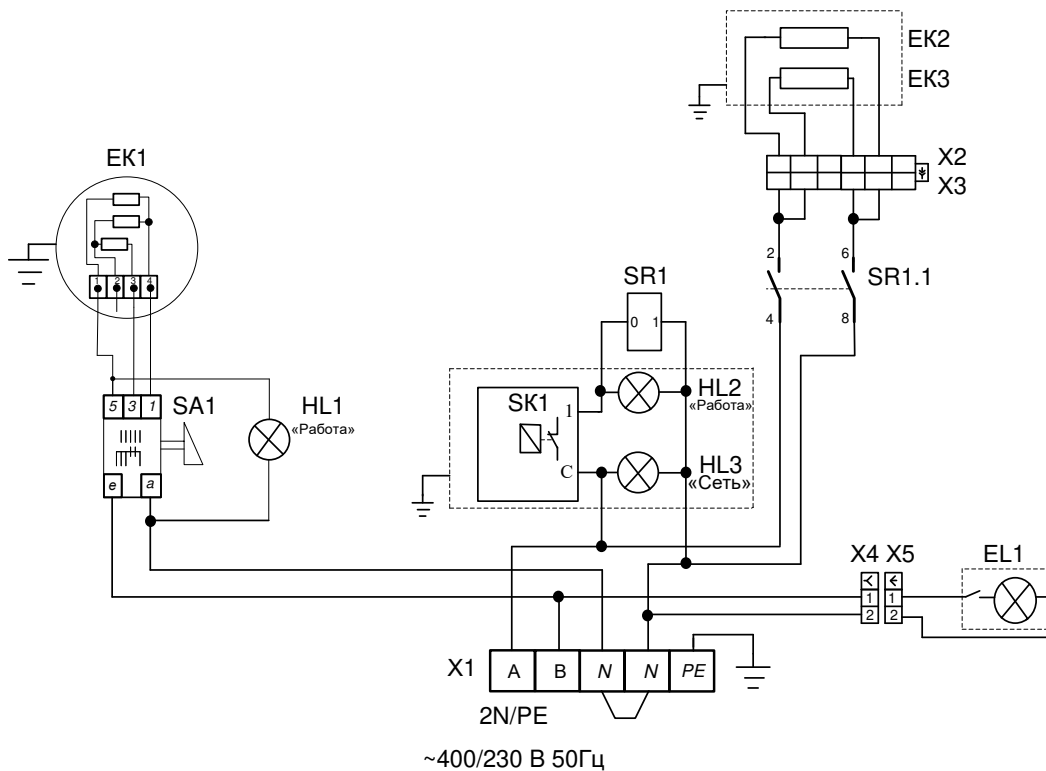 EK2
EK3
X2
X3
EK1
1 2 3 4
2 6
SR1.1
4 8
SR1
0 1
SK1
1
C
HL2
«Работа»
HL3
«Сеть»
5 3 1
SA1
HL1
«Работа»
e a
X4 X5 EL1
1 1
2 2
X1 A B N N PE
2N/PE
~400/230 В 50Гц